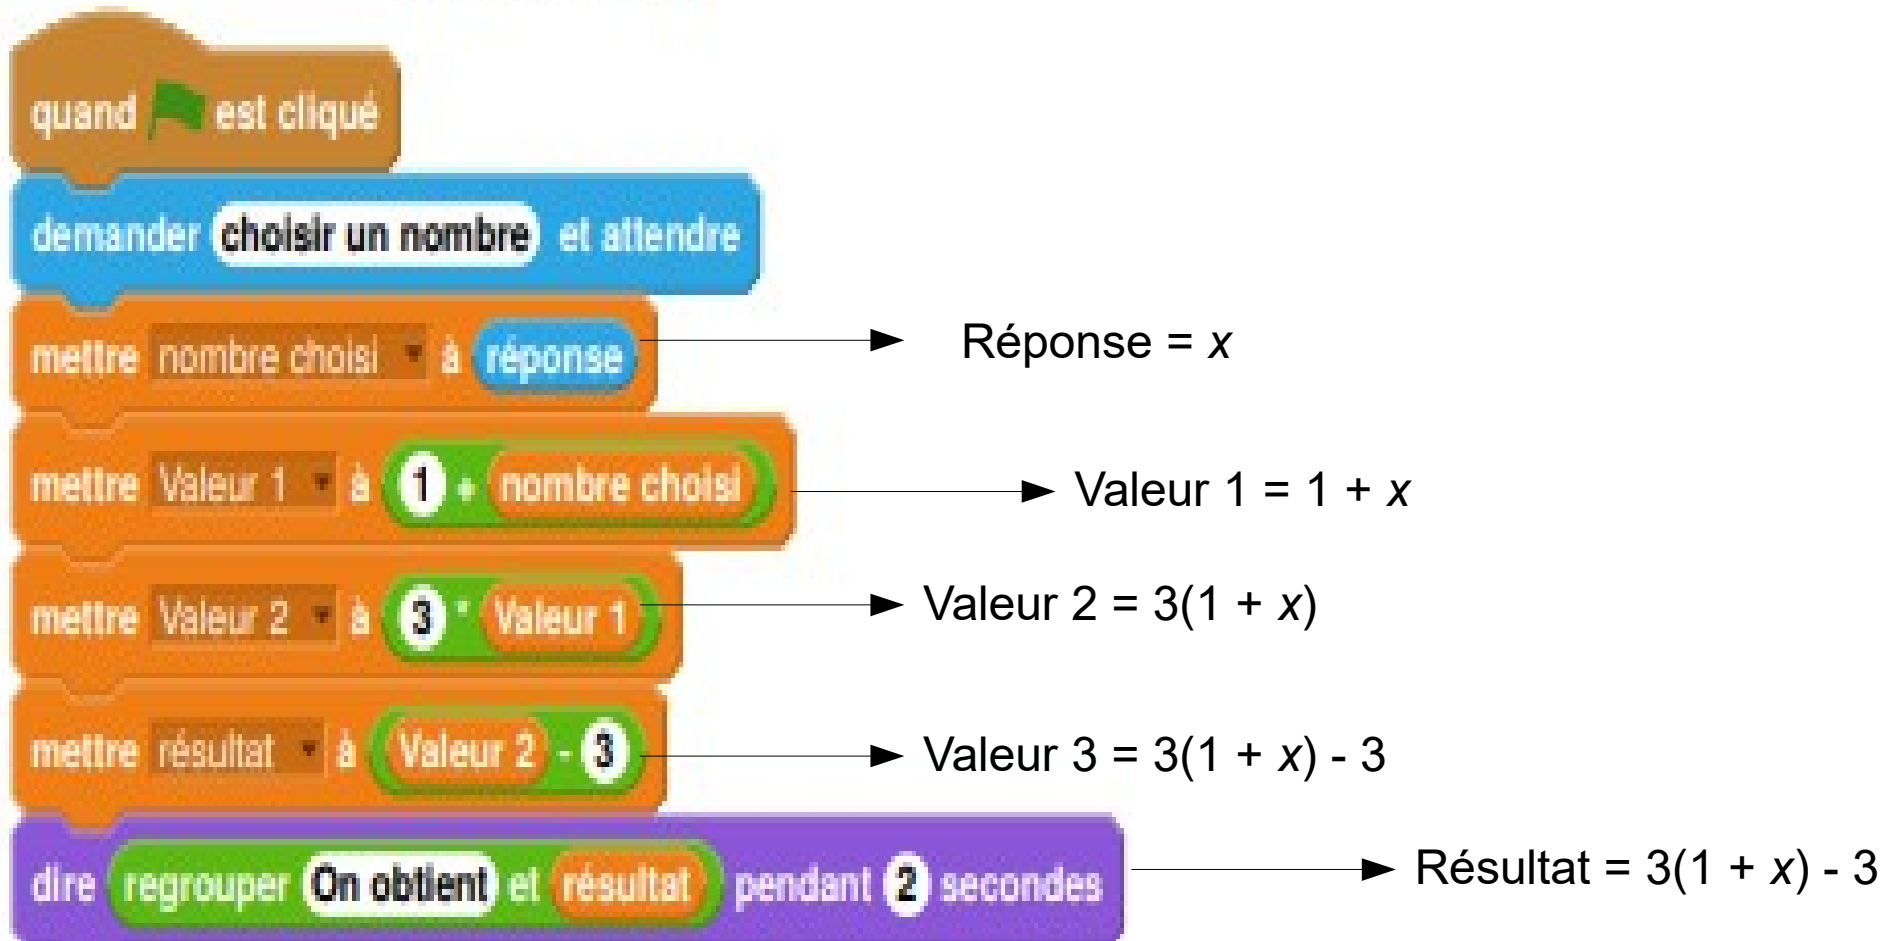 quand est cliqué
demander choisir un nombre et attendre
mettre nombre choisi à réponse
Réponse = x
mettre Valeur 1 à 1 + nombre choisi
Valeur 1 = 1 + x
mettre Valeur 2 à 3 * Valeur 1
Valeur 2 = 3(1 + x)
mettre résultat à Valeur 2 - 3
Valeur 3 = 3(1 + x) - 3
dire regrouper On obtient et résultat pendant 2 secondes
Résultat = 3(1 + x) - 3